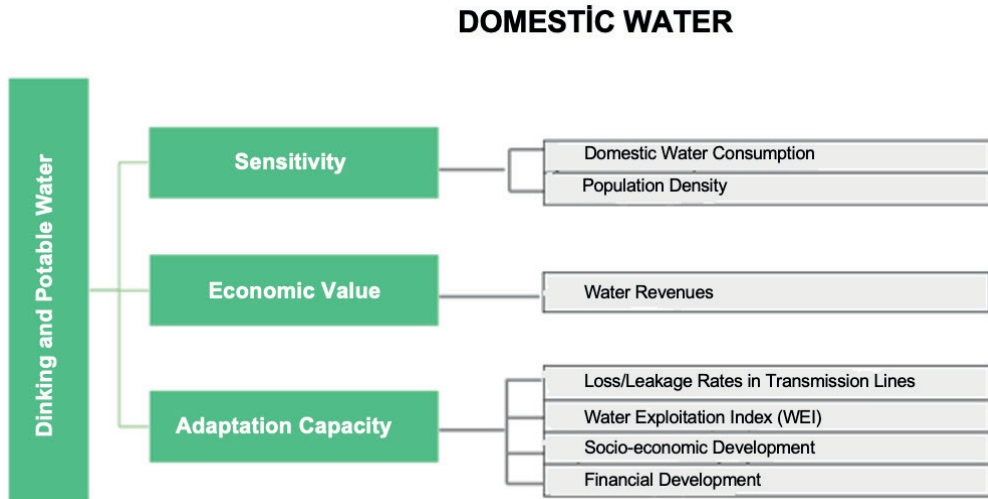 DOMESTİC WATER
Dinking and Potable Water
Sensitivity
Domestic Water Consumption
Population Density
Economic Value
Water Revenues
Adaptation Capacity
Loss/Leakage Rates in Transmission Lines
Water Exploitation Index (WEI)
Socio-economic Development
Financial Development